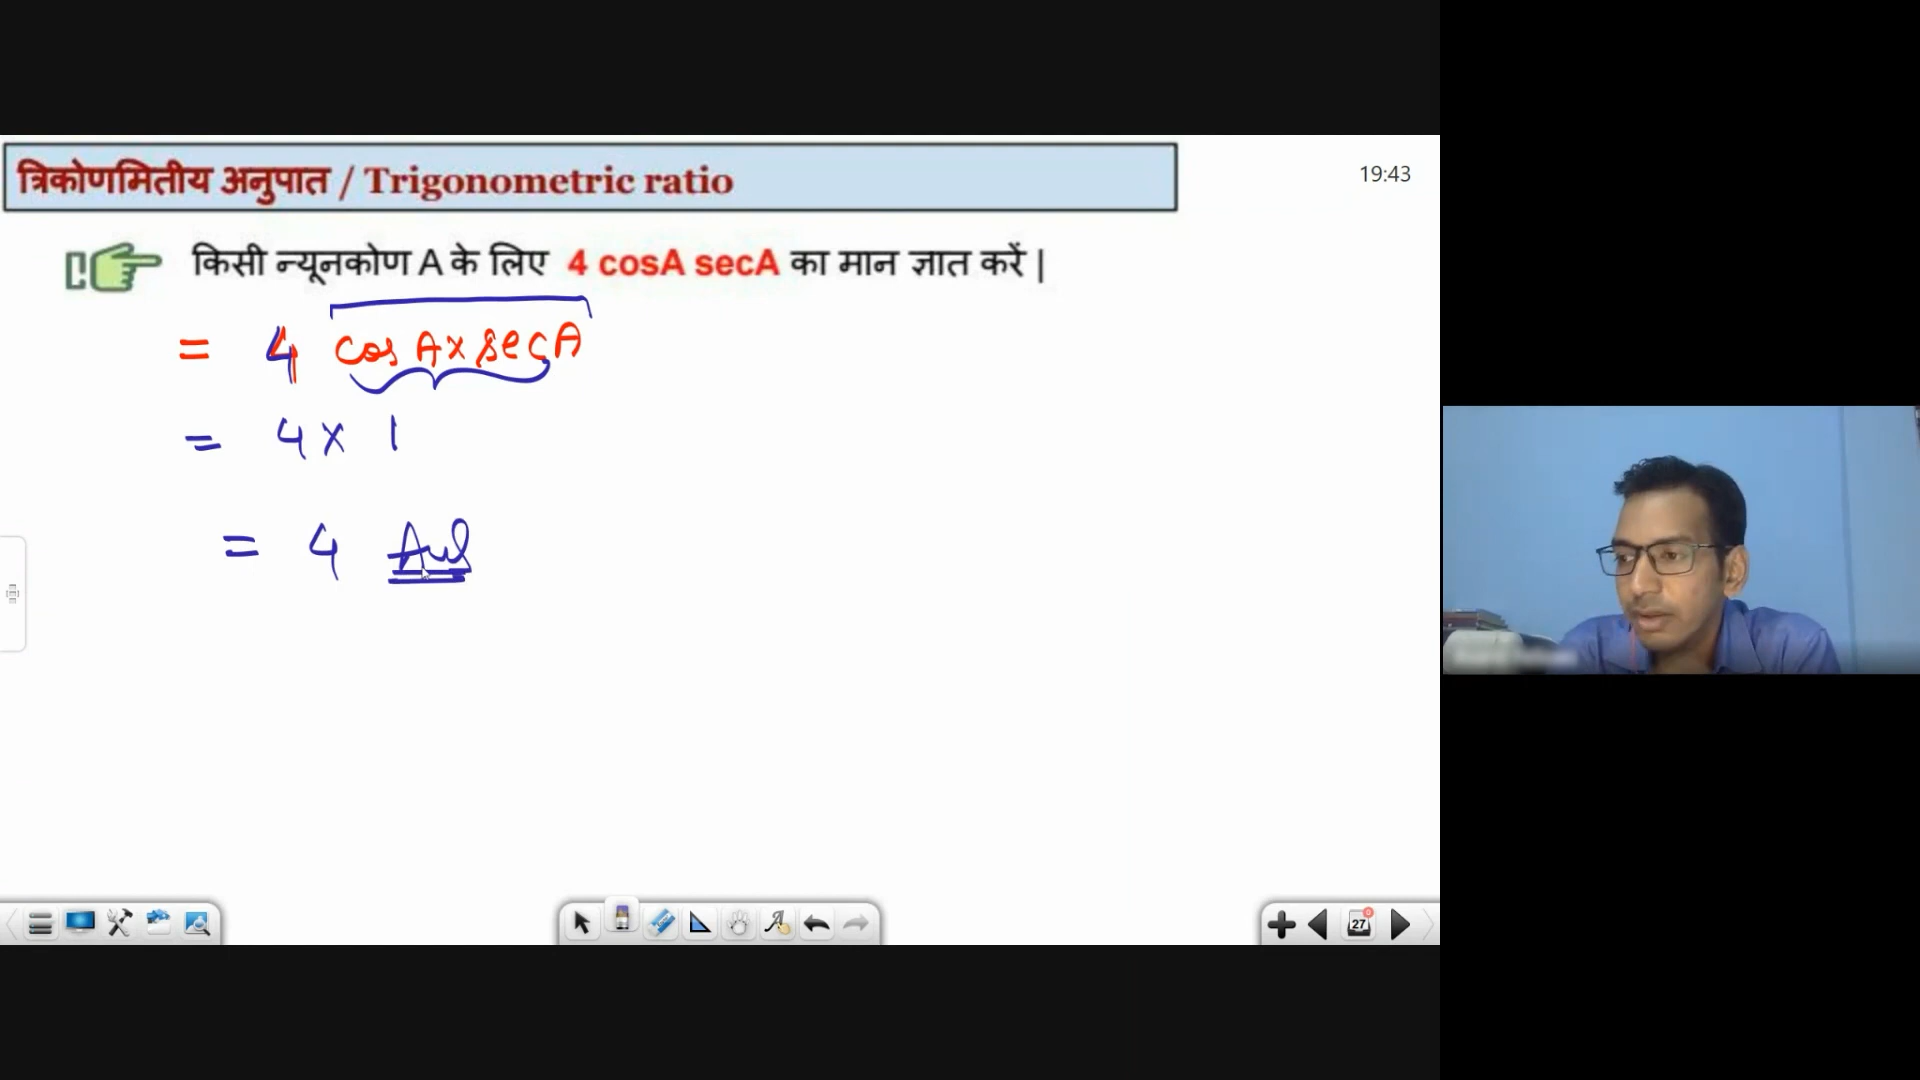 त्रिकोणमितीय अनुपात / Trigonometric ratio
19:43
किसी न्यूनकोण A के लिए 4 cosA secA का मान ज्ञात करें |
= 4 cos A x sec A
= 4 x 1
= 4 Ans
27